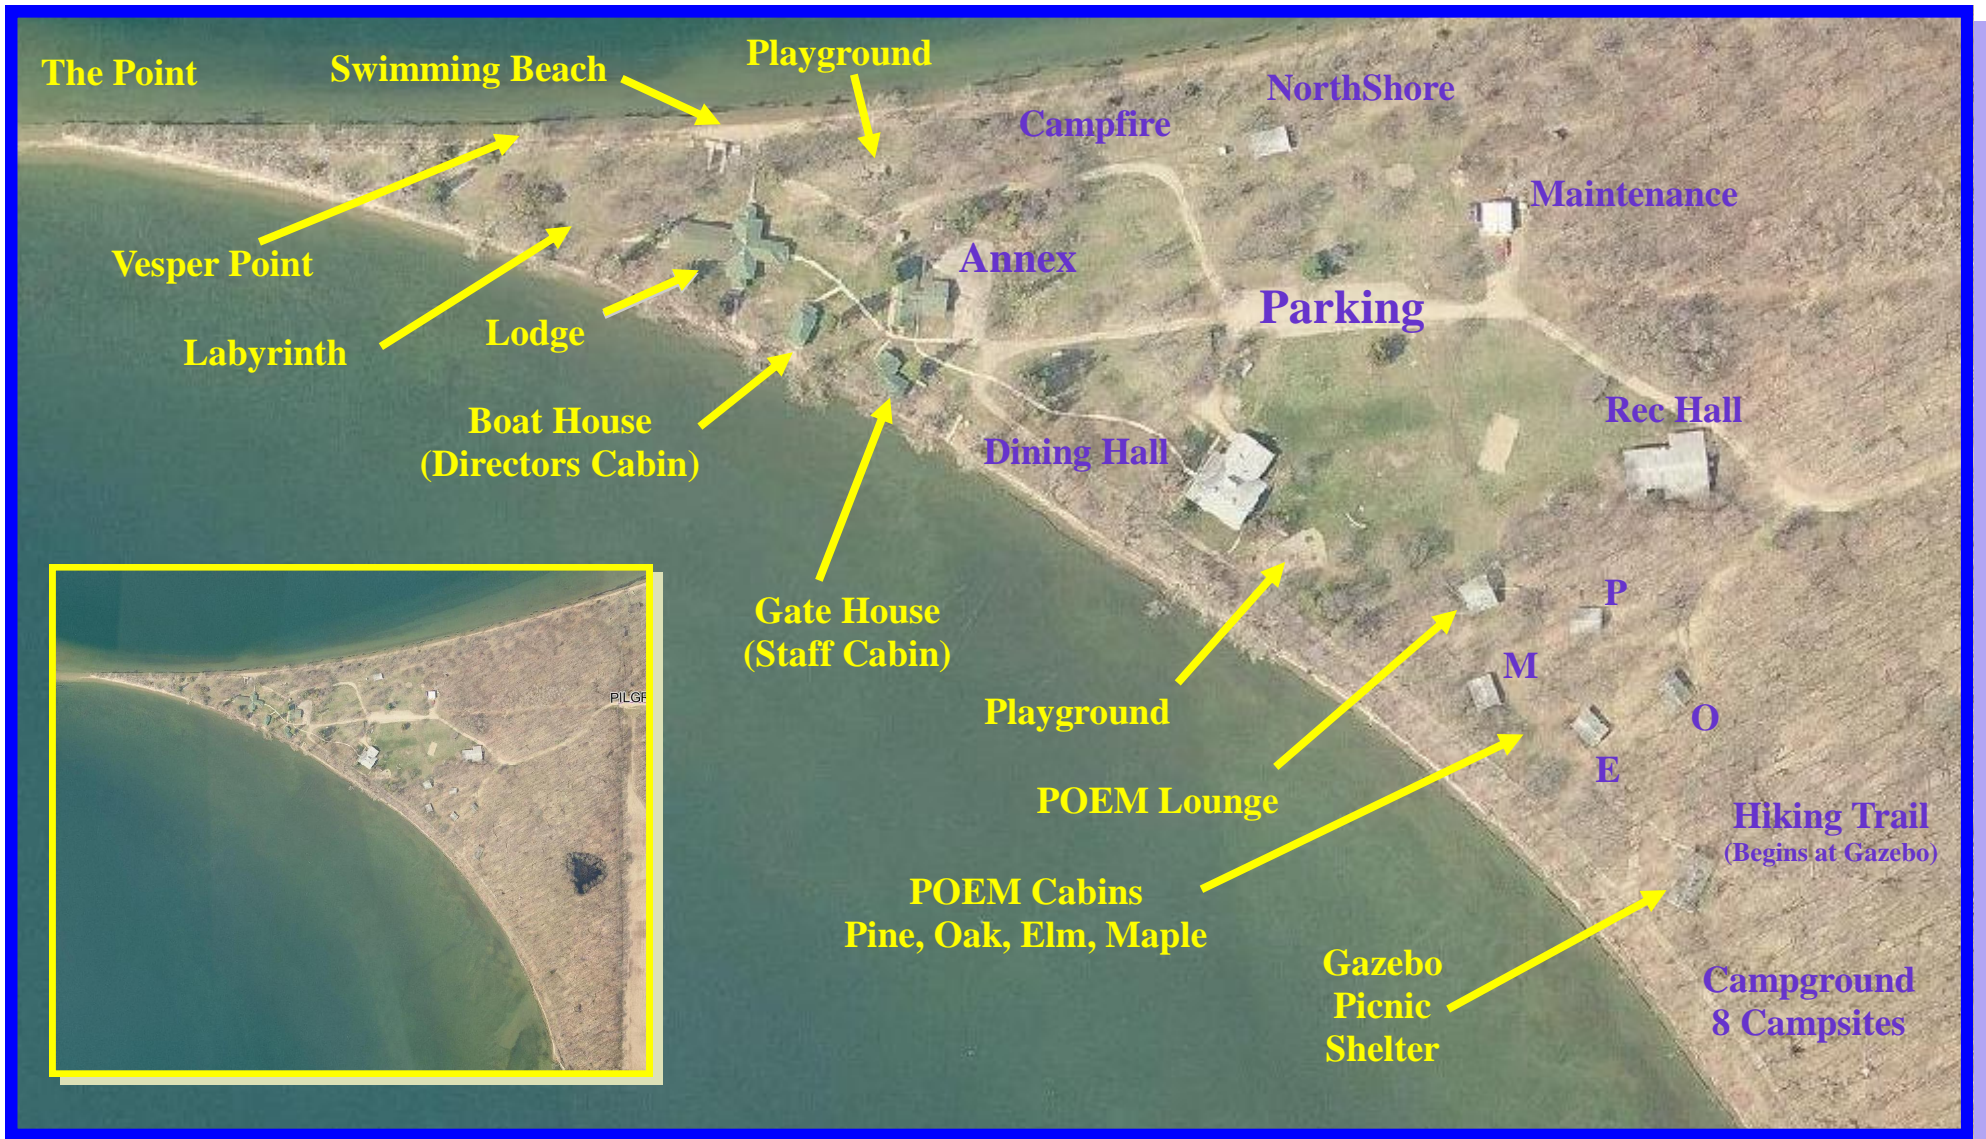 The Point
Swimming Beach
Playground
NorthShore
Campfire
Maintenance
Vesper Point
Annex
Parking
Labyrinth
Lodge
Boat House
(Directors Cabin)
Dining Hall
Rec Hall
Gate House
(Staff Cabin)
P
M
O
E
Playground
POEM Lounge
POEM Cabins
Pine, Oak, Elm, Maple
Hiking Trail
(Begins at Gazebo)
Gazebo
Picnic
Shelter
Campground
8 Campsites
PILGR